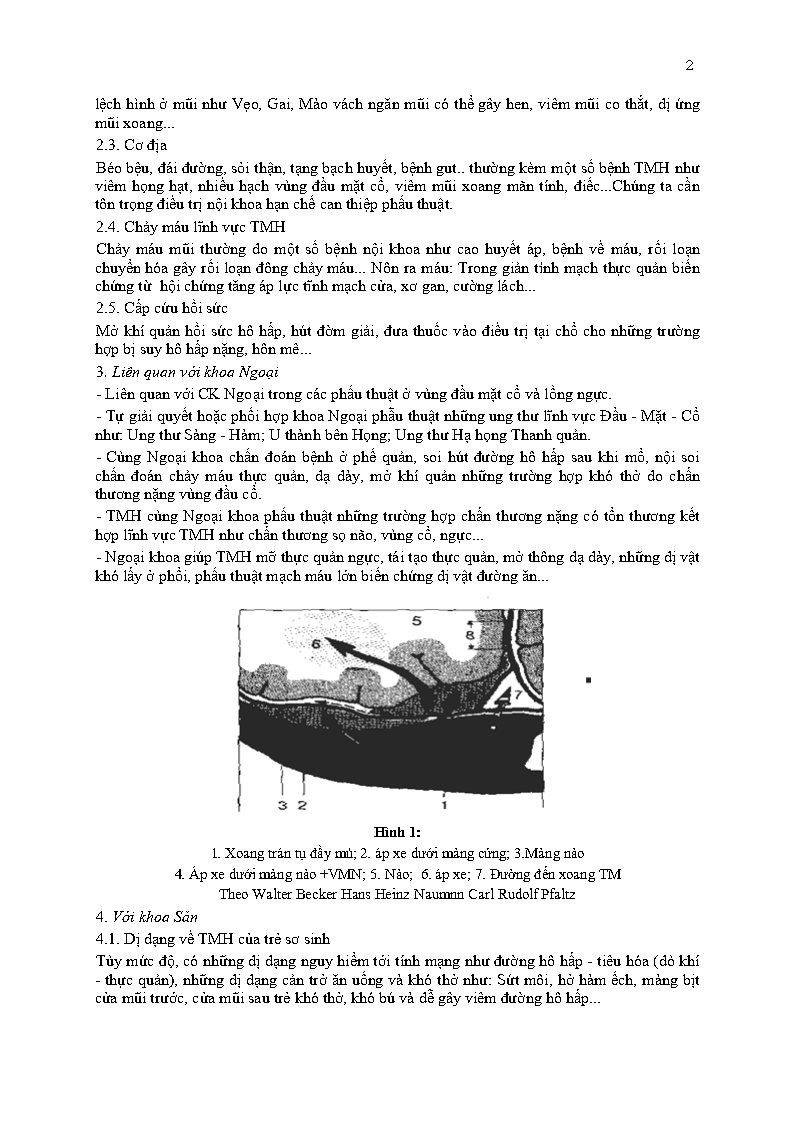 2
lệch hình ở mũi như Vẹo, Gai, Mào vách ngăn mũi có thể gây hen, viêm mũi co thắt, dị ứng
mũi xoang...
2.3. Cơ địa
Béo bệu, đái đường, sỏi thận, tạng bạch huyết, bệnh gut.. thường kèm một số bệnh TMH như
viêm họng hạt, nhiều hạch vùng đầu mặt cổ, viêm mũi xoang mãn tính, điếc...Chúng ta cần
tôn trọng điều trị nội khoa hạn chế can thiệp phẫu thuật.
2.4. Chảy máu lĩnh vực TMH
Chảy máu mũi thường do một số bệnh nội khoa như cao huyết áp, bệnh về máu, rối loạn
chuyển hóa gây rối loạn đông chảy máu... Nôn ra máu: Trong giãn tỉnh mạch thực quản biến
chứng từ hội chứng tăng áp lực tĩnh mạch cửa, xơ gan, cường lách...
2.5. Cấp cứu hồi sức
Mở khí quản hồi sức hô hấp, hút đờm giải, đưa thuốc vào điều trị tại chổ cho những trường
hợp bị suy hô hấp nặng, hôn mê...
3. Liên quan với khoa Ngoại
- Liên quan với CK Ngoại trong các phẫu thuật ở vùng đầu mặt cổ và lồng ngực.
- Tự giải quyết hoặc phối hợp khoa Ngoại phẫu thuật những ung thư lĩnh vực Đầu - Mặt - Cổ
như: Ung thư Sàng - Hàm; U thành bên Họng; Ung thư Hạ họng Thanh quản.
- Cùng Ngoại khoa chẩn đoán bệnh ở phế quản, soi hút đường hô hấp sau khi mổ, nội soi
chẩn đoán chảy máu thực quản, dạ dày, mở khí quản những trường hợp khó thở do chấn
thương nặng vùng đầu cổ.
- TMH cùng Ngoại khoa phẫu thuật những trường hợp chấn thương nặng có tổn thương kết
hợp lĩnh vực TMH như chấn thương sọ não, vùng cổ, ngực...
- Ngoại khoa giúp TMH mỡ thực quản ngực, tái tạo thực quản, mở thông dạ dày, những dị vật
khó lấy ở phổi, phẫu thuật mạch máu lớn biến chứng dị vật đường ăn...
5
4
6
8
7
3 2 1
Hình 1:
1. Xoang trán tụ đầy mủ; 2. áp xe dưới màng cứng; 3.Màng não
4. Áp xe dưới màng não +VMN; 5. Não; 6. áp xe; 7. Đường đến xoang TM
Theo Walter Becker Hans Heinz Naumnn Carl Rudolf Pfaltz
4. Với khoa Sản
4.1. Dị dạng về TMH của trẻ sơ sinh
Tùy mức độ, có những dị dạng nguy hiểm tới tính mạng như đường hô hấp - tiêu hóa (dò khí
- thực quản), những dị dạng cản trở ăn uống và khó thở như: Sứt môi, hở hàm ếch, màng bịt
cửa mũi trước, cửa mũi sau trẻ khó thở, khó bú và dễ gây viêm đường hô hấp...